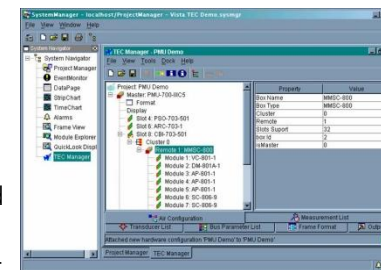 SystemManager - localhost/ProjectManager - Vista TEC Demo.sysmgr
File View Window Help
System Navigator
System Navigator
Project Manager
EventMonitor
DataPage
StripChart
TimeChart
Alarms
Frame View
Module Explorer
QuickLook Displ
TEC Manager
TEC Manager - PMU Demo
File View Tools Dock Help
Project: PMU Demo
Master: PMJ-700-IIC5
Format
Display
Slot 4: PSO-703-501
Slot 6: ARC-703-1
Slot 8: CBI-703-501
Cluster 0
Remote 1: MMSC-800
Module 1: VC-801-1
Module 2: DM-801A-1
Module 3: AP-801-1
Module 4: AP-801-1
Module 5: AP-801-1
Module 6: SC-806-9
Module 7: SC-806-9
Property Value
Box Name MMSC-800
Box Type MMSC-800
Cluster 0
Remote 1
Slots Suport 32
box Id 2
isMaster 0
Air Configuration Measurement List
Transducer List Bus Parameter List Frame Format Outpu
Attached new hardware configuration 'PMU Demo' to 'PMU Demo'
Project Manager TEC Manager